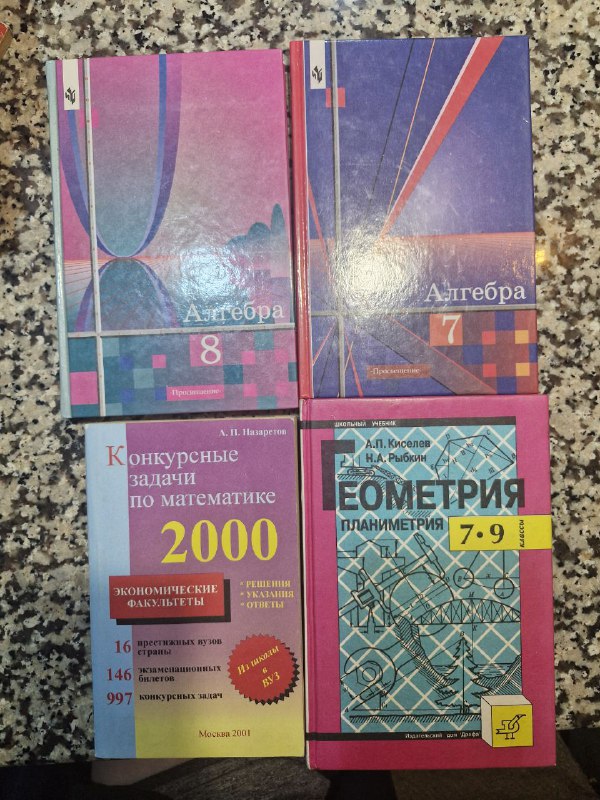 Алгебра
8
·Просвещение·
Алгебра
7
·Просвещение·
А. П. Назаретов
Конкурсные
задачи
по математике
2000
ЭКОНОМИЧЕСКИЕ
ФАКУЛЬТЕТЫ
* РЕШЕНИЯ
* УКАЗАНИЯ
* ОТВЕТЫ
16 престижных вузов
страны
146 экзаменационных
билетов
997 конкурсных задач
Из школы
в
ВУЗ
Москва 2001
ШКОЛЬНЫЙ УЧЕБНИК
А.П. Киселев
Н.А. Рыбкин
ГЕОМЕТРИЯ
ПЛАНИМЕТРИЯ
7·9
КЛАССЫ
Издательский дом "Дрофа"